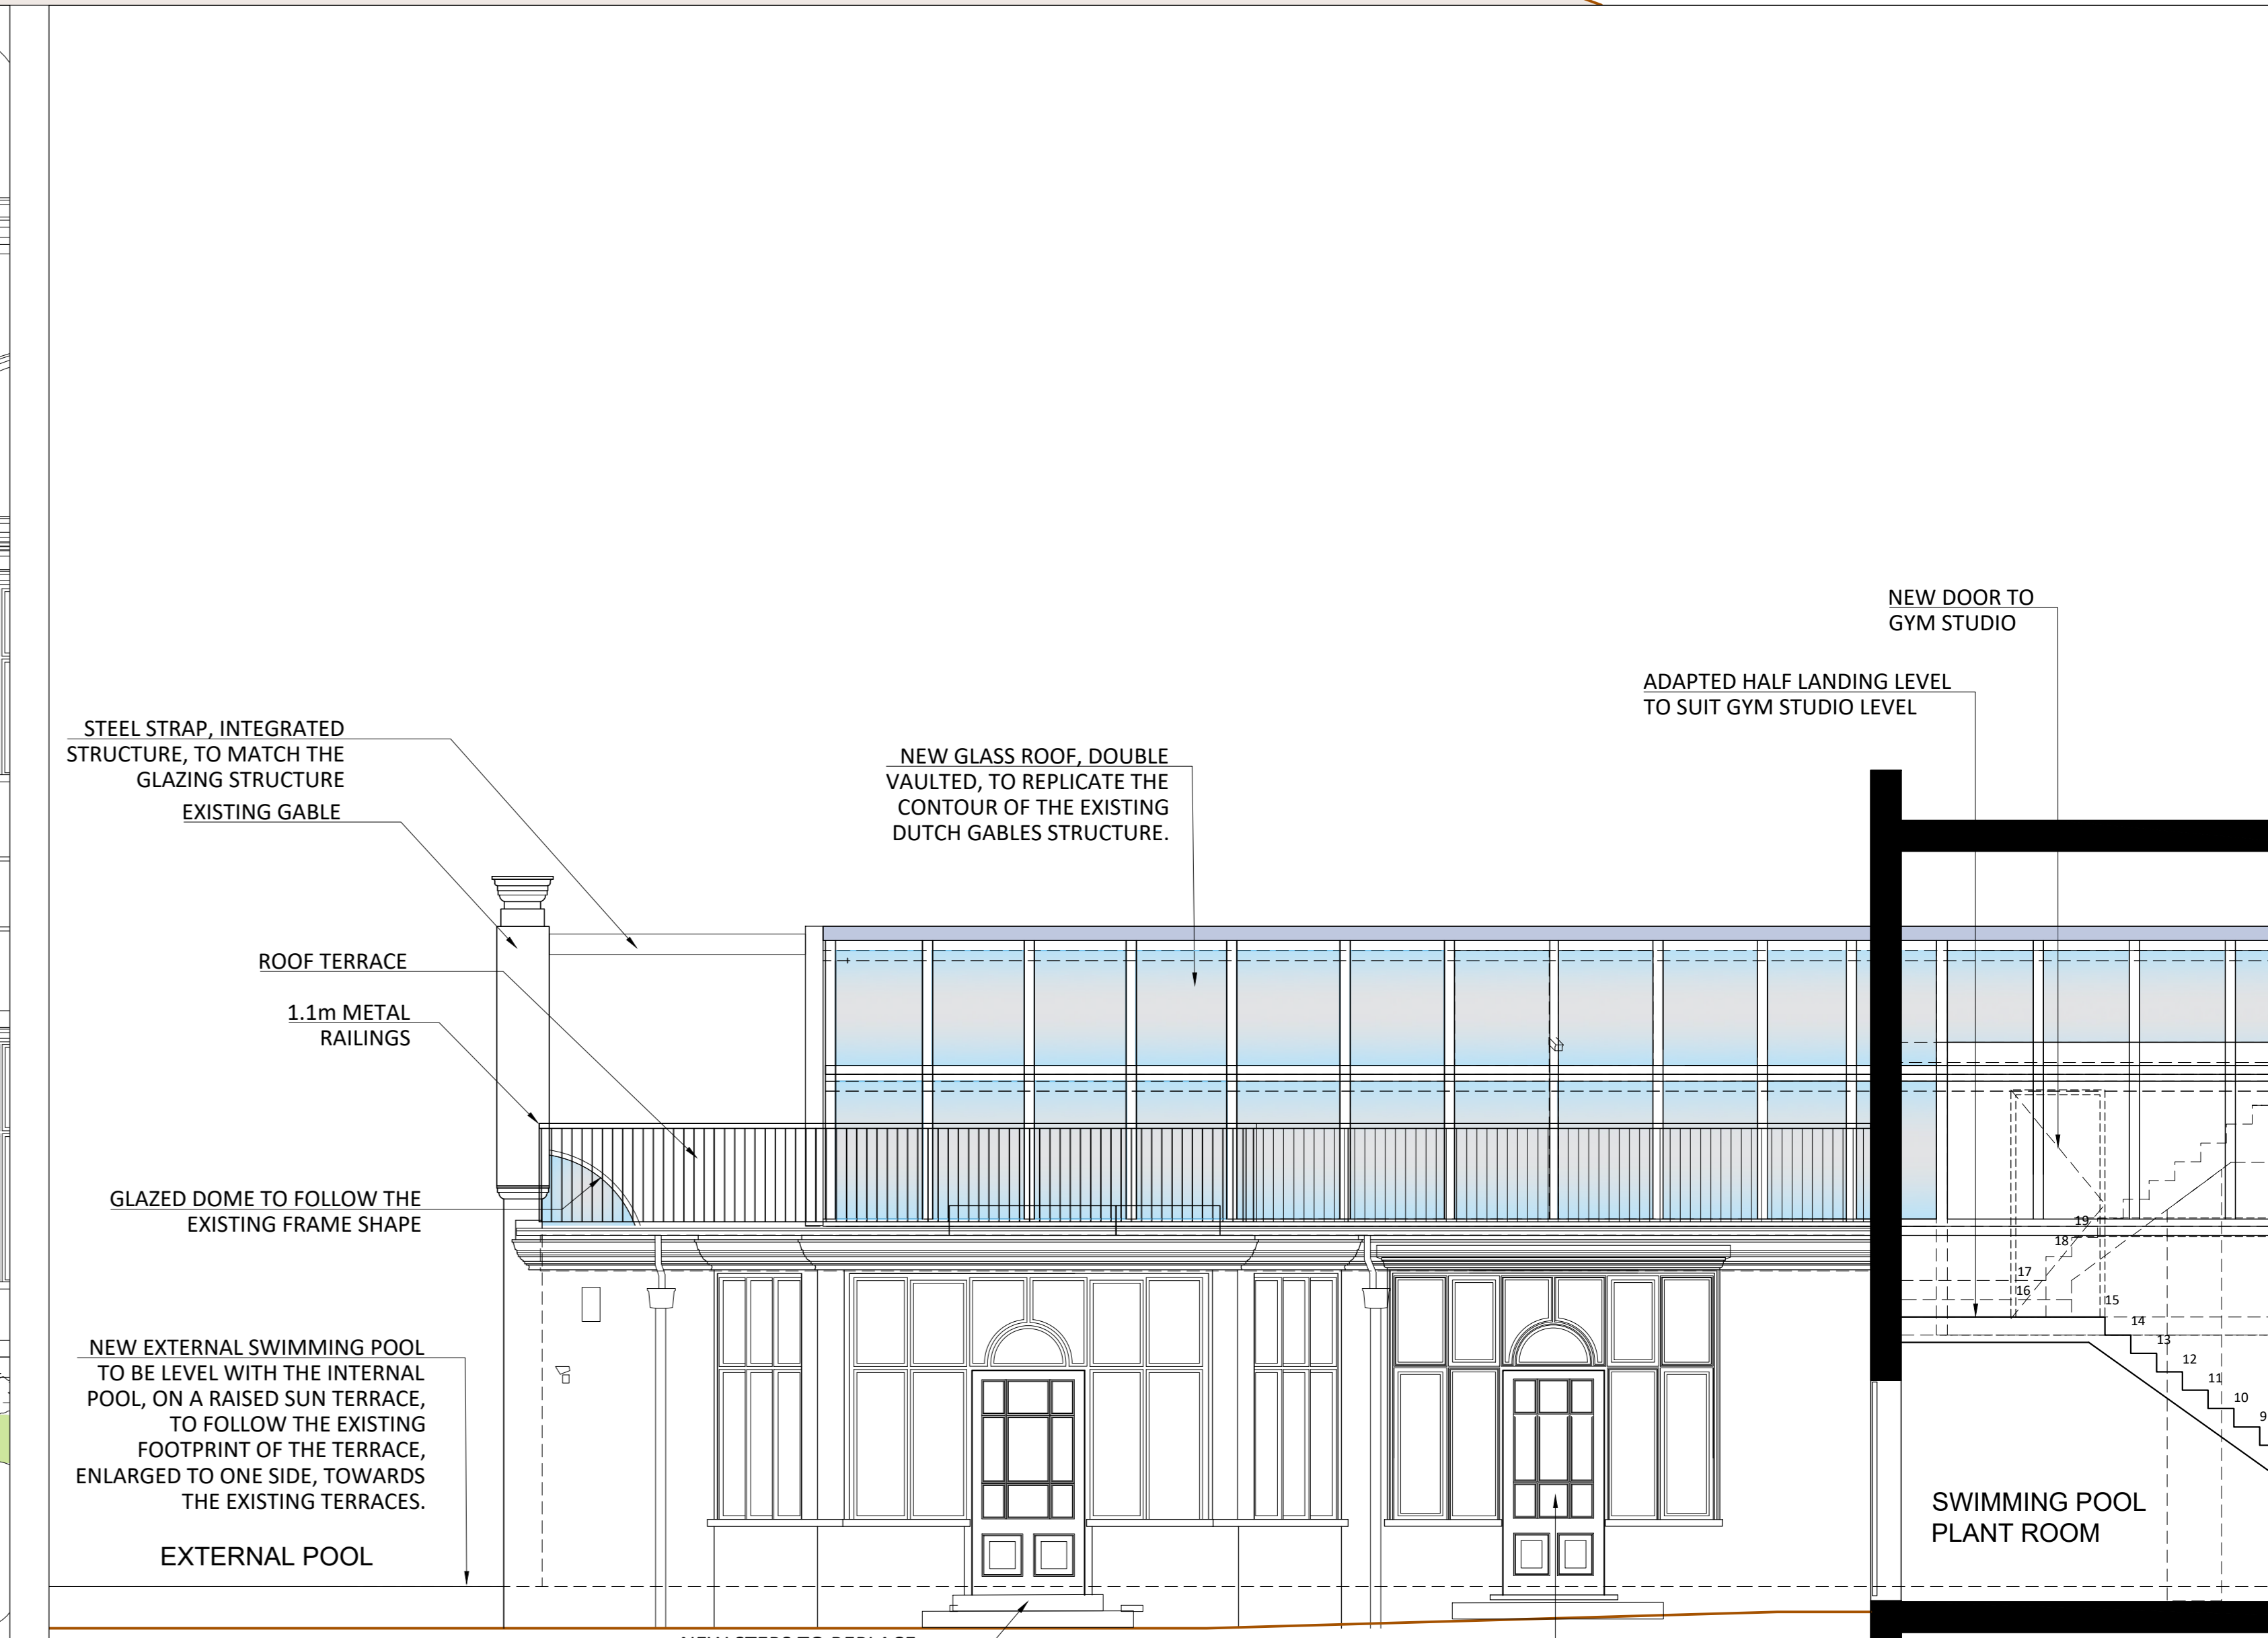 NEW DOOR TO
GYM STUDIO
ADAPTED HALF LANDING LEVEL
TO SUIT GYM STUDIO LEVEL
STEEL STRAP, INTEGRATED
STRUCTURE, TO MATCH THE
GLAZING STRUCTURE
EXISTING GABLE
NEW GLASS ROOF, DOUBLE
VAULTED, TO REPLICATE THE
CONTOUR OF THE EXISTING
DUTCH GABLES STRUCTURE.
ROOF TERRACE
1.1m METAL
RAILINGS
GLAZED DOME TO FOLLOW THE
EXISTING FRAME SHAPE
NEW EXTERNAL SWIMMING POOL
TO BE LEVEL WITH THE INTERNAL
POOL, ON A RAISED SUN TERRACE,
TO FOLLOW THE EXISTING
FOOTPRINT OF THE TERRACE,
ENLARGED TO ONE SIDE, TOWARDS
THE EXISTING TERRACES.
EXTERNAL POOL
19
18
17
16
15
14
13
12
11
10
9
SWIMMING POOL
PLANT ROOM
NEW STEPS TO REPLACE